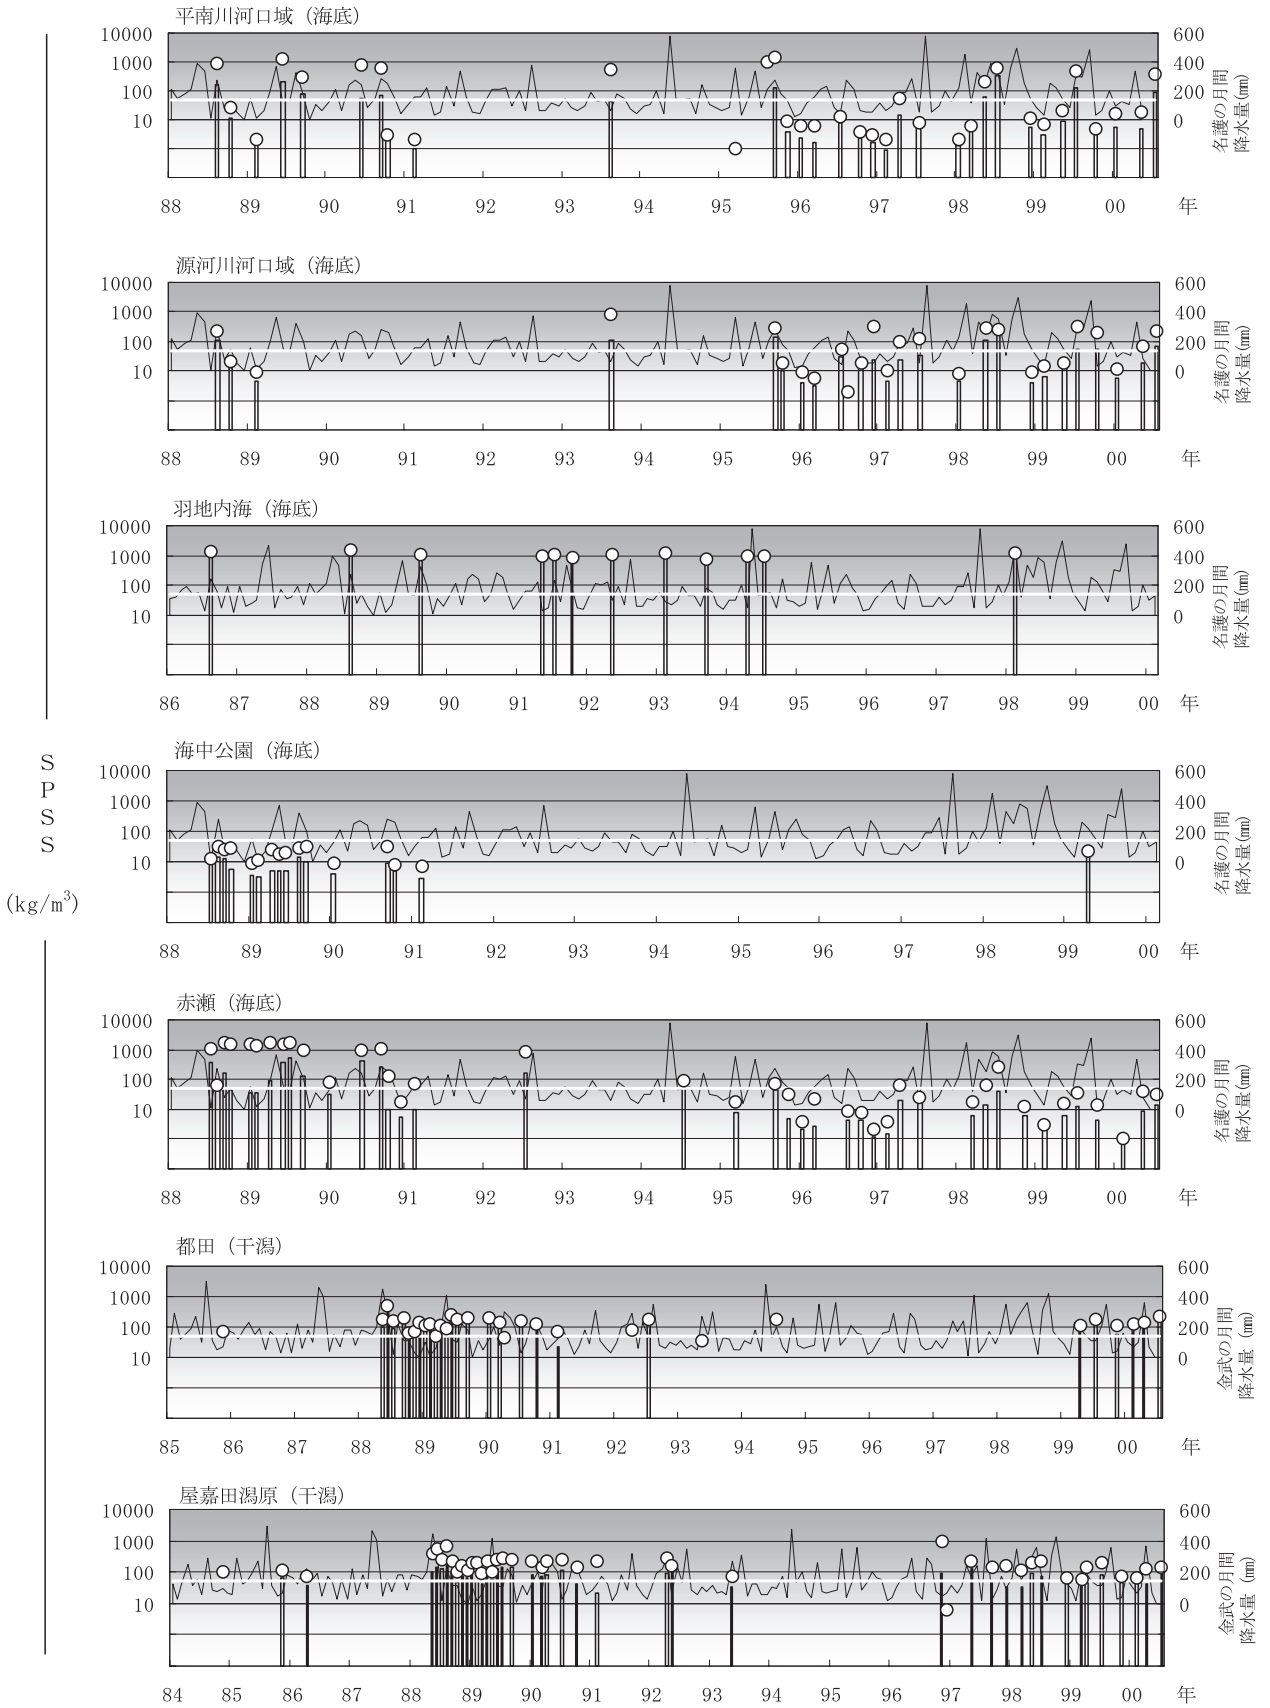 平南川河口域（海底）
10000 600
1000 400
100 200
10 0
名護の月間
降水量(㎜)
88 89 90 91 92 93 94 95 96 97 98 99 00 年
源河川河口域（海底）
10000 600
1000 400
100 200
10 0
名護の月間
降水量(㎜)
88 89 90 91 92 93 94 95 96 97 98 99 00 年
羽地内海（海底）
10000 600
1000 400
100 200
10 0
名護の月間
降水量(㎜)
86 87 88 89 90 91 92 93 94 95 96 97 98 99 00 年
SPSS
(kg/m³)
海中公園（海底）
10000 600
1000 400
100 200
10 0
名護の月間
降水量(㎜)
88 89 90 91 92 93 94 95 96 97 98 99 00 年
赤瀬（海底）
10000 600
1000 400
100 200
10 0
名護の月間
降水量(㎜)
88 89 90 91 92 93 94 95 96 97 98 99 00 年
都田（干潟）
10000 600
1000 400
100 200
10 0
金武の月間
降水量（㎜）
85 86 87 88 89 90 91 92 93 94 95 96 97 98 99 00 年
屋嘉田潟原（干潟）
10000 600
1000 400
100 200
10 0
金武の月間
降水量（㎜）
84 85 86 87 88 89 90 91 92 93 94 95 96 97 98 99 00 年